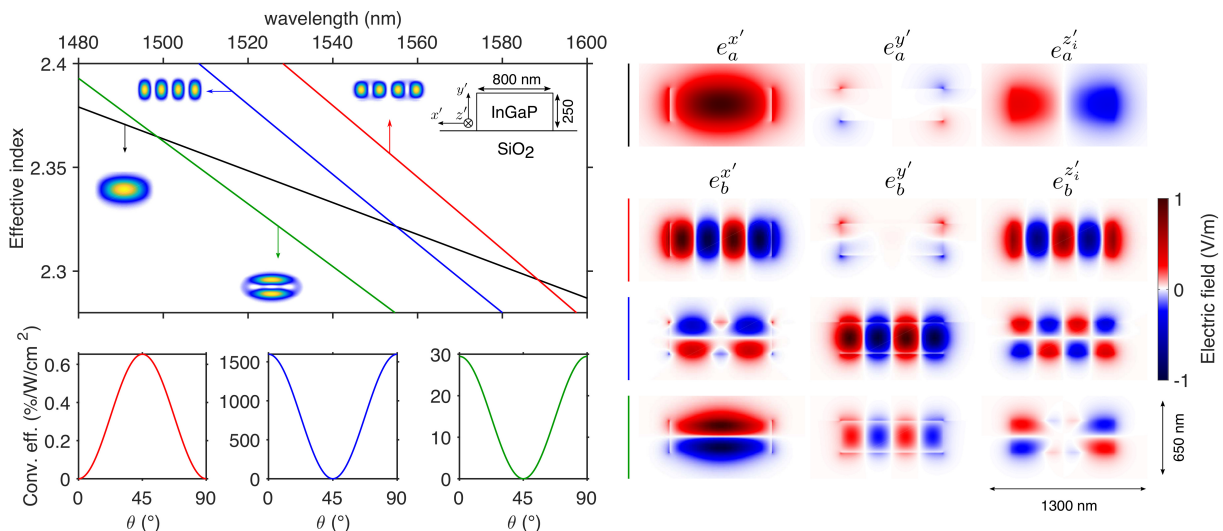 wavelength (nm)
1480 1500 1520 1540 1560 1580 1600
Effective index
2.4
2.35
2.3
800 nm
y′
x′ z′
InGaP
250
SiO2
Conv. eff. (%/W/cm2)
0.6
0.4
0.2
0
0 45 90
θ (°)
1500
1000
500
0
0 45 90
θ (°)
30
20
10
0
0 45 90
θ (°)
e_a^{x′} e_a^{y′} e_a^{z′_i}
e_b^{x′} e_b^{y′} e_b^{z′_i}
1
0
-1
Electric field (V/m)
650 nm
1300 nm